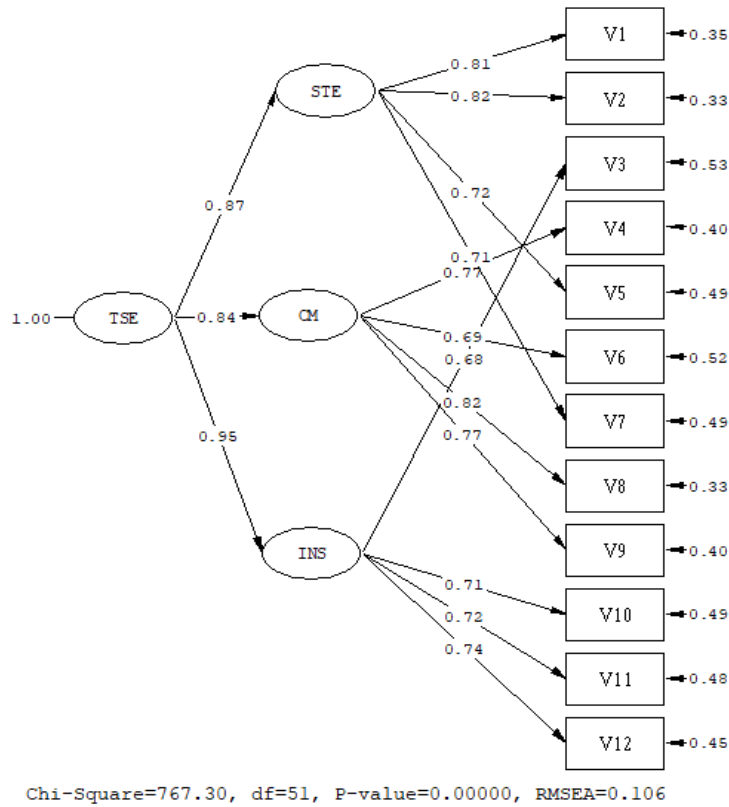 V1
0.35
STE
0.81
0.82
V2
0.33
V3
0.53
0.72
0.87
V4
0.40
0.71
0.77
V5
0.49
1.00
TSE
0.84
CM
0.69
0.68
V6
0.52
0.82
V7
0.49
0.95
0.77
V8
0.33
INS
V9
0.40
0.71
0.72
0.74
V10
0.49
V11
0.48
V12
0.45
Chi-Square=767.30, df=51, P-value=0.00000, RMSEA=0.106